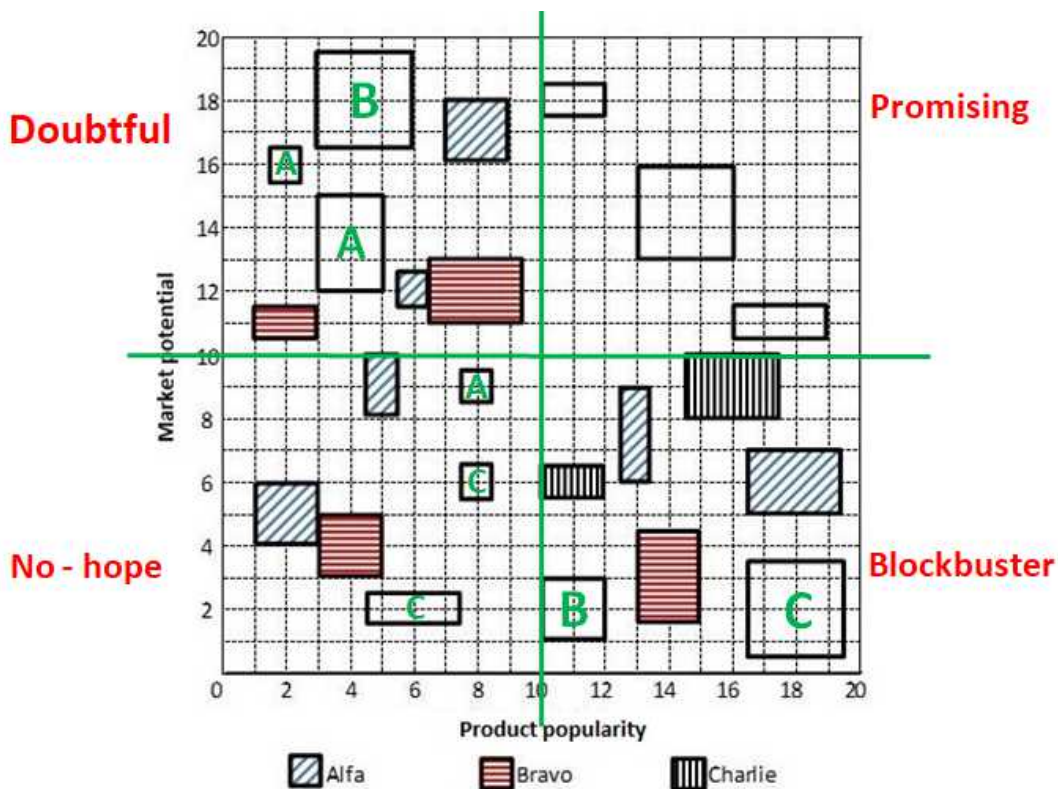 Doubtful
Promising
No - hope
Blockbuster
Market potential
20
18
16
14
12
10
8
6
4
2
B
A
A
A
C
C
B
C
0 2 4 6 8 10 12 14 16 18 20
Product popularity
Alfa Bravo Charlie